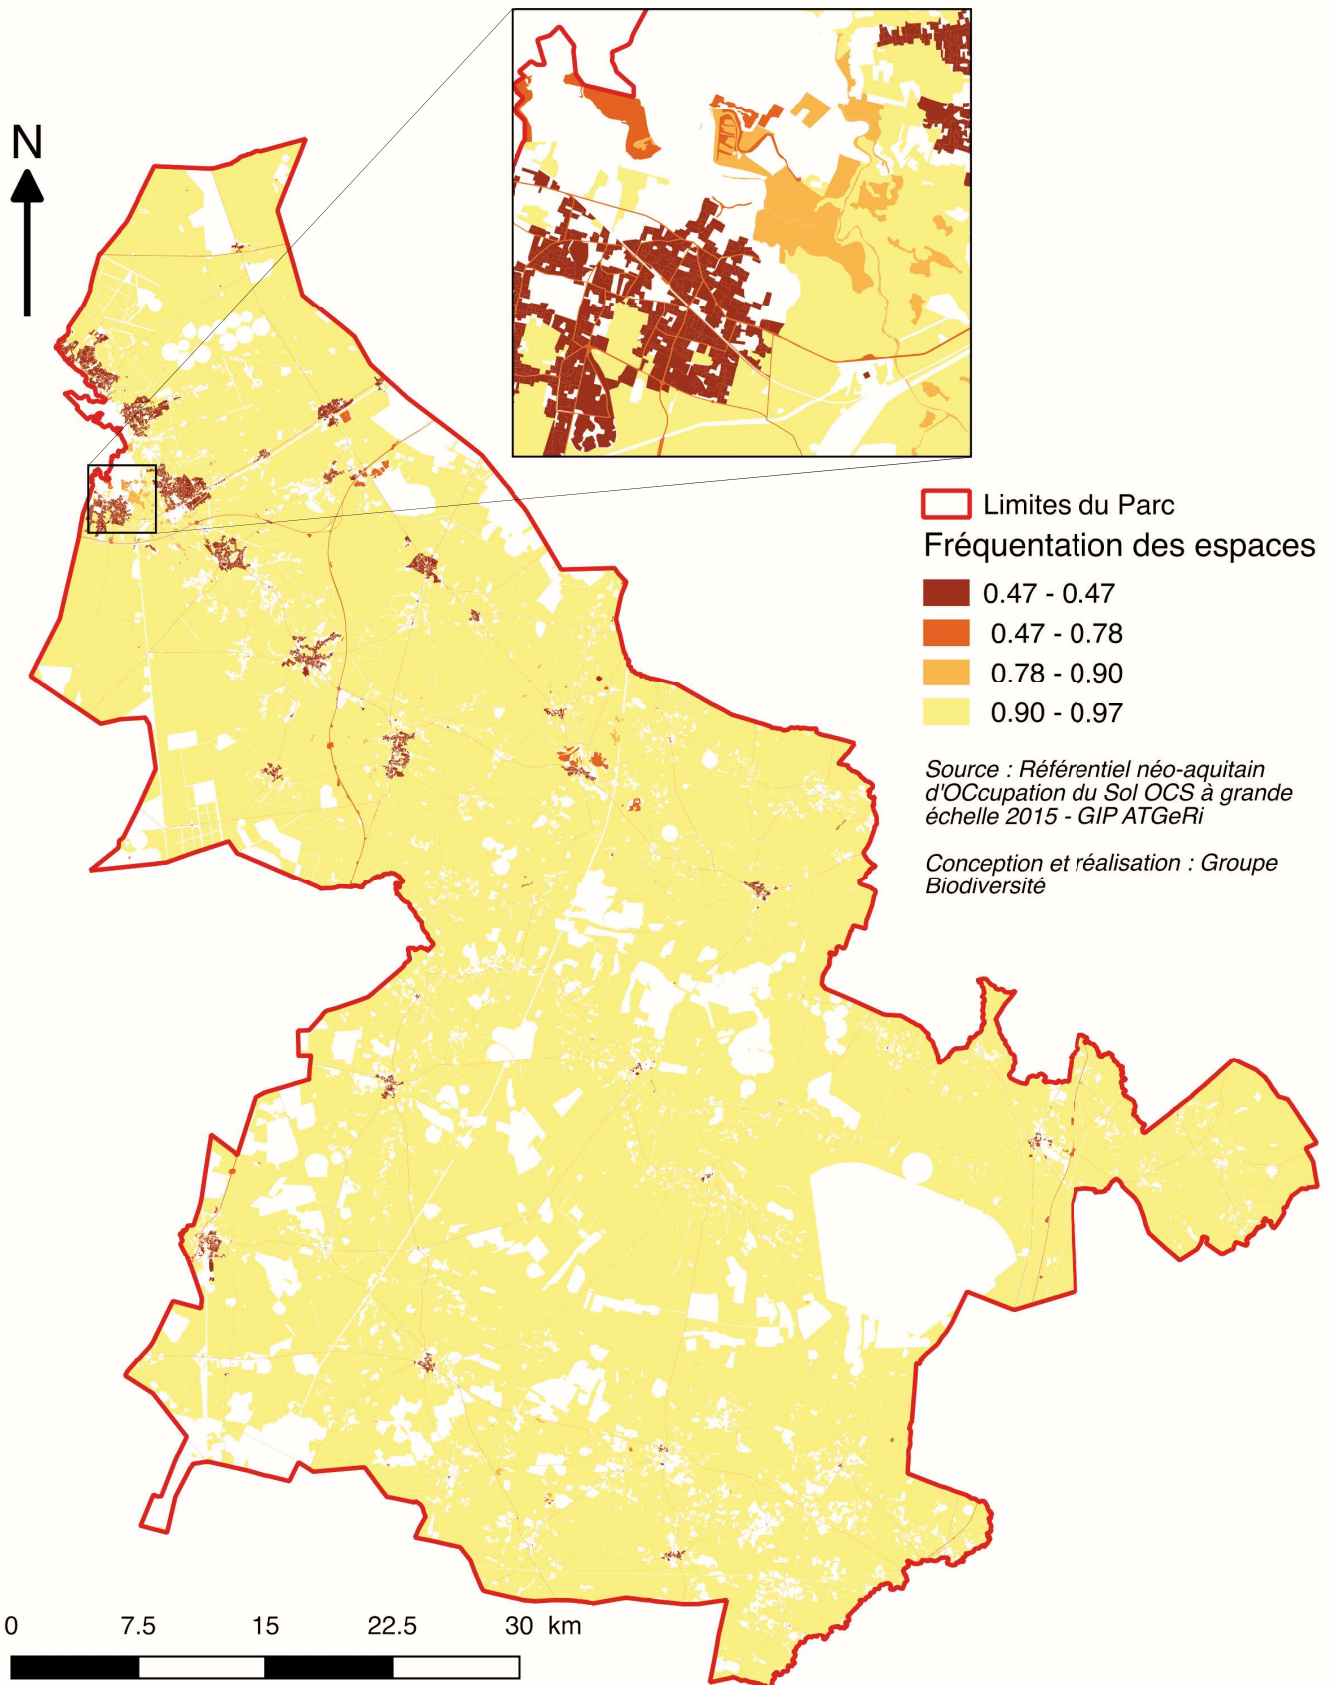 N
Limites du Parc
Fréquentation des espaces
0.47 - 0.47
0.47 - 0.78
0.78 - 0.90
0.90 - 0.97
Source : Référentiel néo-aquitain
d'OCcupation du Sol OCS à grande
échelle 2015 - GIP ATGeRi
Conception et réalisation : Groupe
Biodiversité
0 7.5 15 22.5 30 km